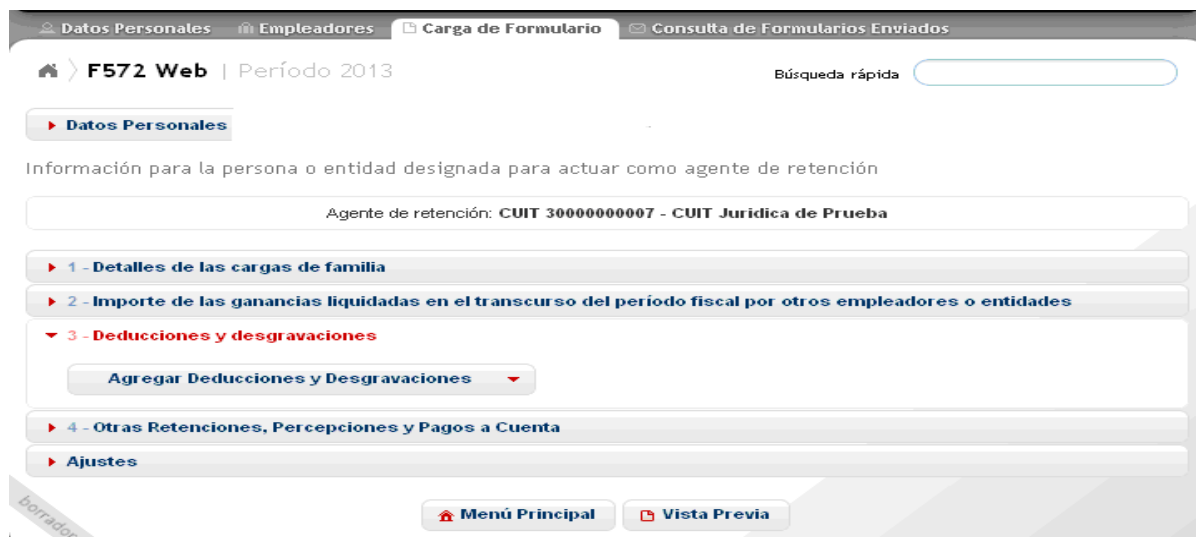 Datos Personales Empleadores Carga de Formulario Consulta de Formularios Enviados
F572 Web | Período 2013
Búsqueda rápida
Datos Personales
Información para la persona o entidad designada para actuar como agente de retención
Agente de retención: CUIT 30000000007 - CUIT Juridica de Prueba
1 - Detalles de las cargas de familia
2 - Importe de las ganancias liquidadas en el transcurso del período fiscal por otros empleadores o entidades
3 - Deducciones y desgravaciones
Agregar Deducciones y Desgravaciones
4 - Otras Retenciones, Percepciones y Pagos a Cuenta
Ajustes
borrador
Menú Principal Vista Previa